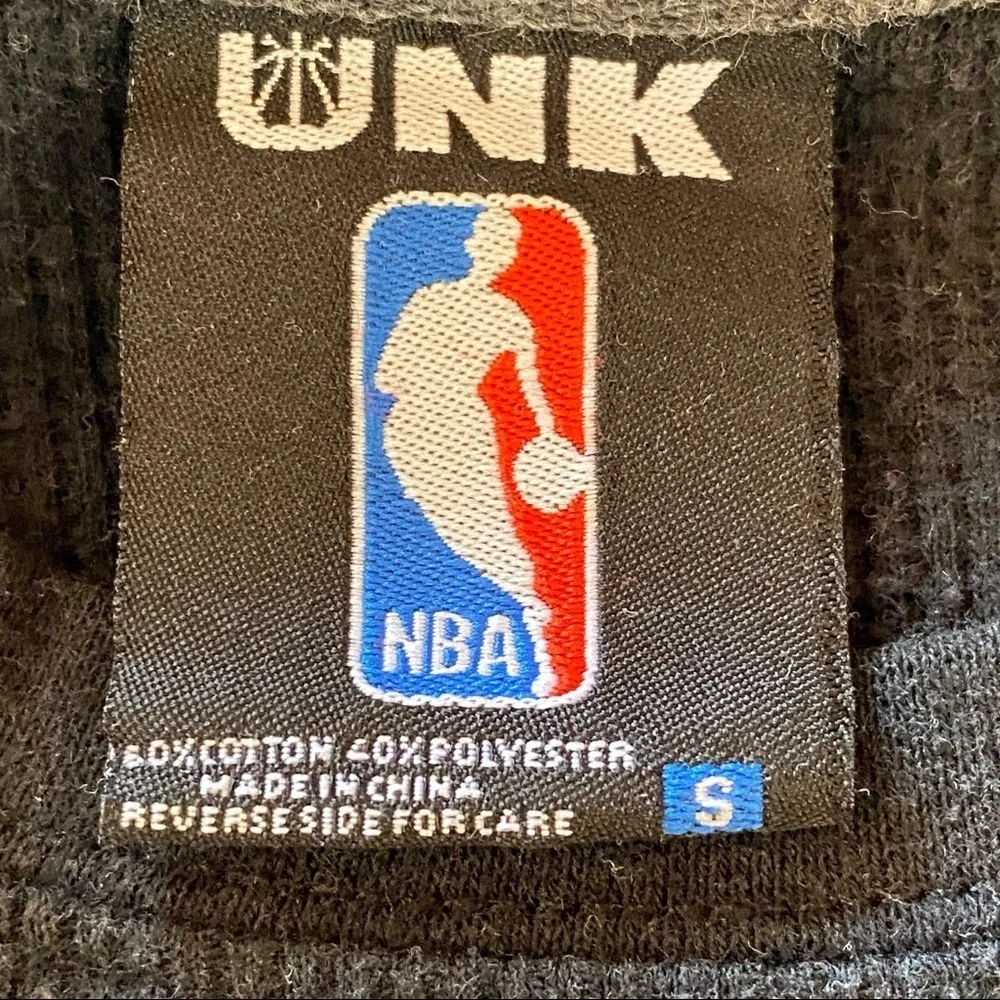 UNK
NBA
60% COTTON 40% POLYESTER
MADE IN CHINA
REVERSE SIDE FOR CARE
S